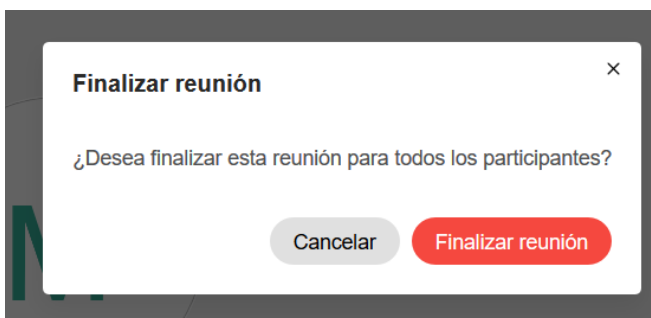 Finalizar reunión
¿Desea finalizar esta reunión para todos los participantes?
Cancelar
Finalizar reunión